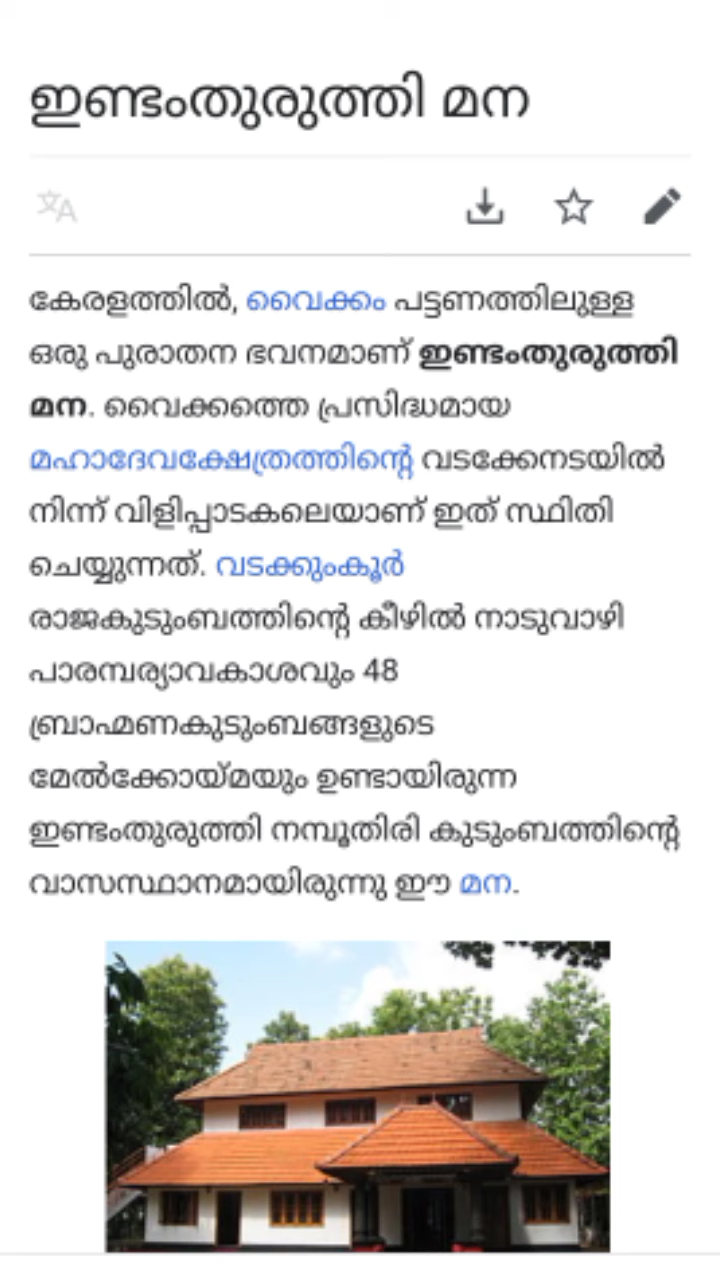 ഇണ്ടംതുരുത്തി മന
കേരളത്തിൽ, വൈക്കം പട്ടണത്തിലുള്ള
ഒരു പുരാതന ഭവനമാണ് ഇണ്ടംതുരുത്തി
മന. വൈക്കത്തെ പ്രസിദ്ധമായ
മഹാദേവക്ഷേത്രത്തിന്റെ വടക്കേനടയിൽ
നിന്ന് വിളിപ്പാടകലെയാണ് ഇത് സ്ഥിതി
ചെയ്യുന്നത്. വടക്കുംകൂർ
രാജകുടുംബത്തിന്റെ കീഴിൽ നാടുവാഴി
പാരമ്പര്യാവകാശവും 48
ബ്രാഹ്മണകുടുംബങ്ങളുടെ
മേൽക്കോയ്മയും ഉണ്ടായിരുന്ന
ഇണ്ടംതുരുത്തി നമ്പൂതിരി കുടുംബത്തിന്റെ
വാസസ്ഥാനമായിരുന്നു ഈ മന.